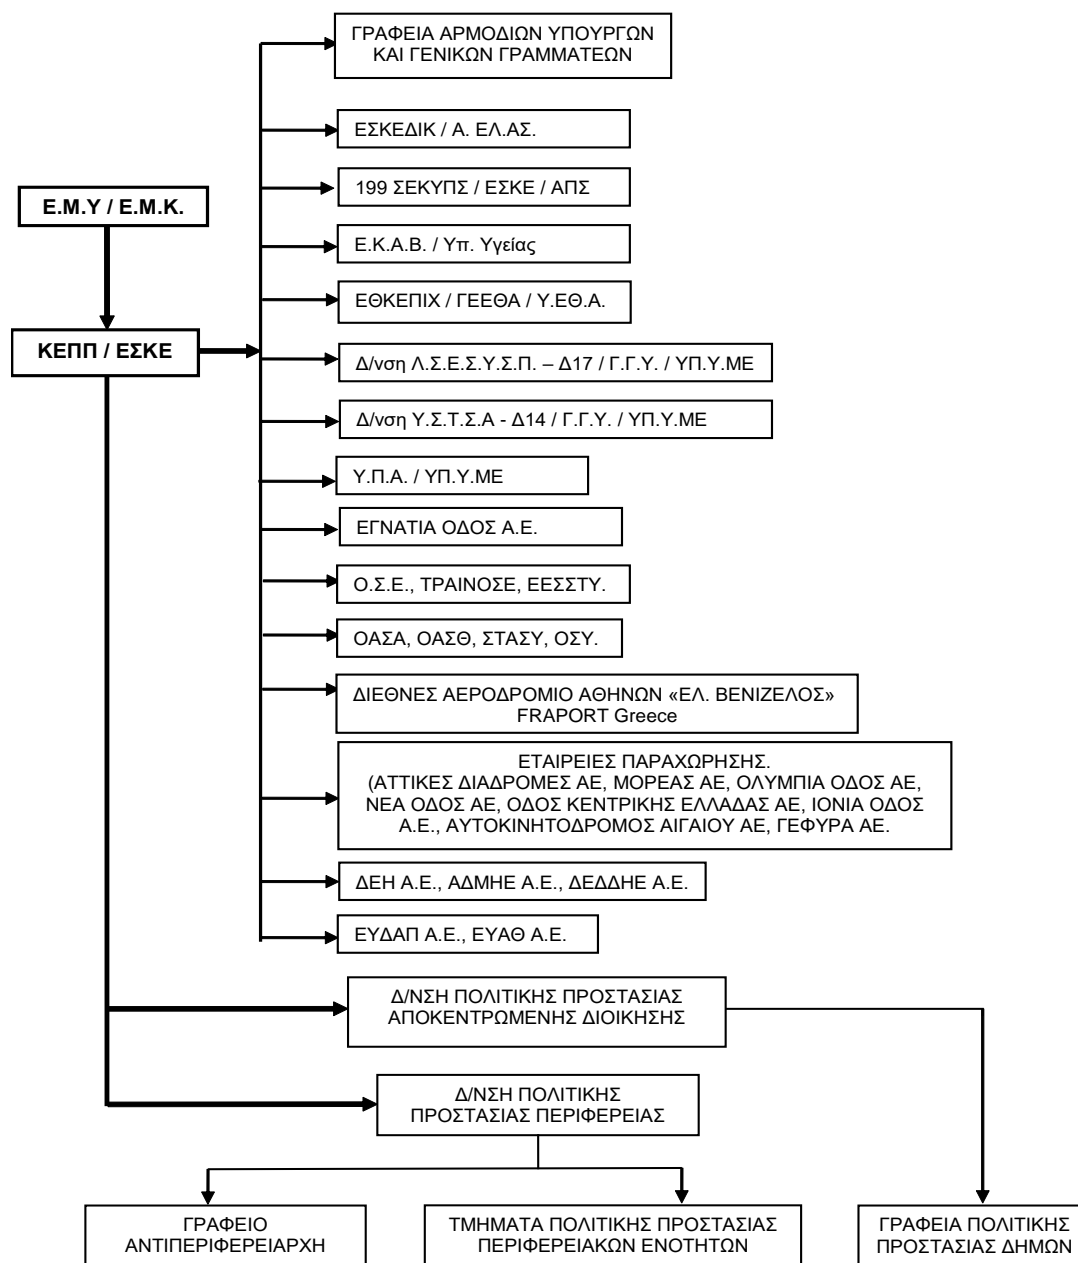 ΓΡΑΦΕΙΑ ΑΡΜΟΔΙΩΝ ΥΠΟΥΡΓΩΝ
ΚΑΙ ΓΕΝΙΚΩΝ ΓΡΑΜΜΑΤΕΩΝ
ΕΣΚΕΔΙΚ / Α. ΕΛ.ΑΣ.
199 ΣΕΚΥΠΣ / ΕΣΚΕ / ΑΠΣ
Ε.Μ.Υ / Ε.Μ.Κ.
Ε.Κ.Α.Β. / Υπ. Υγείας
ΕΘΚΕΠΙΧ / ΓΕΕΘΑ / Υ.ΕΘ.Α.
ΚΕΠΠ / ΕΣΚΕ
Δ/νση Λ.Σ.Ε.Σ.Υ.Σ.Π. – Δ17 / Γ.Γ.Υ. / ΥΠ.Υ.ΜΕ
Δ/νση Υ.Σ.Τ.Σ.Α - Δ14 / Γ.Γ.Υ. / ΥΠ.Υ.ΜΕ
Υ.Π.Α. / ΥΠ.Υ.ΜΕ
ΕΓΝΑΤΙΑ ΟΔΟΣ Α.Ε.
Ο.Σ.Ε., ΤΡΑΙΝΟΣΕ, ΕΕΣΣΤΥ.
ΟΑΣΑ, ΟΑΣΘ, ΣΤΑΣΥ, ΟΣΥ.
ΔΙΕΘΝΕΣ ΑΕΡΟΔΡΟΜΙΟ ΑΘΗΝΩΝ «ΕΛ. ΒΕΝΙΖΕΛΟΣ»
FRAPORT Greece
ΕΤΑΙΡΕΙΕΣ ΠΑΡΑΧΩΡΗΣΗΣ.
(ΑΤΤΙΚΕΣ ΔΙΑΔΡΟΜΕΣ ΑΕ, ΜΟΡΕΑΣ ΑΕ, ΟΛΥΜΠΙΑ ΟΔΟΣ ΑΕ,
ΝΕΑ ΟΔΟΣ ΑΕ, ΟΔΟΣ ΚΕΝΤΡΙΚΗΣ ΕΛΛΑΔΑΣ ΑΕ, ΙΟΝΙΑ ΟΔΟΣ
Α.Ε., ΑΥΤΟΚΙΝΗΤΟΔΡΟΜΟΣ ΑΙΓΑΙΟΥ ΑΕ, ΓΕΦΥΡΑ ΑΕ.
ΔΕΗ Α.Ε., ΑΔΜΗΕ Α.Ε., ΔΕΔΔΗΕ Α.Ε.
ΕΥΔΑΠ Α.Ε., ΕΥΑΘ Α.Ε.
Δ/ΝΣΗ ΠΟΛΙΤΙΚΗΣ ΠΡΟΣΤΑΣΙΑΣ
ΑΠΟΚΕΝΤΡΩΜΕΝΗΣ ΔΙΟΙΚΗΣΗΣ
Δ/ΝΣΗ ΠΟΛΙΤΙΚΗΣ
ΠΡΟΣΤΑΣΙΑΣ ΠΕΡΙΦΕΡΕΙΑΣ
ΓΡΑΦΕΙΟ
ΑΝΤΙΠΕΡΙΦΕΡΕΙΑΡΧΗ
ΤΜΗΜΑΤΑ ΠΟΛΙΤΙΚΗΣ ΠΡΟΣΤΑΣΙΑΣ
ΠΕΡΙΦΕΡΕΙΑΚΩΝ ΕΝΟΤΗΤΩΝ
ΓΡΑΦΕΙΑ ΠΟΛΙΤΙΚΗΣ
ΠΡΟΣΤΑΣΙΑΣ ΔΗΜΩΝ